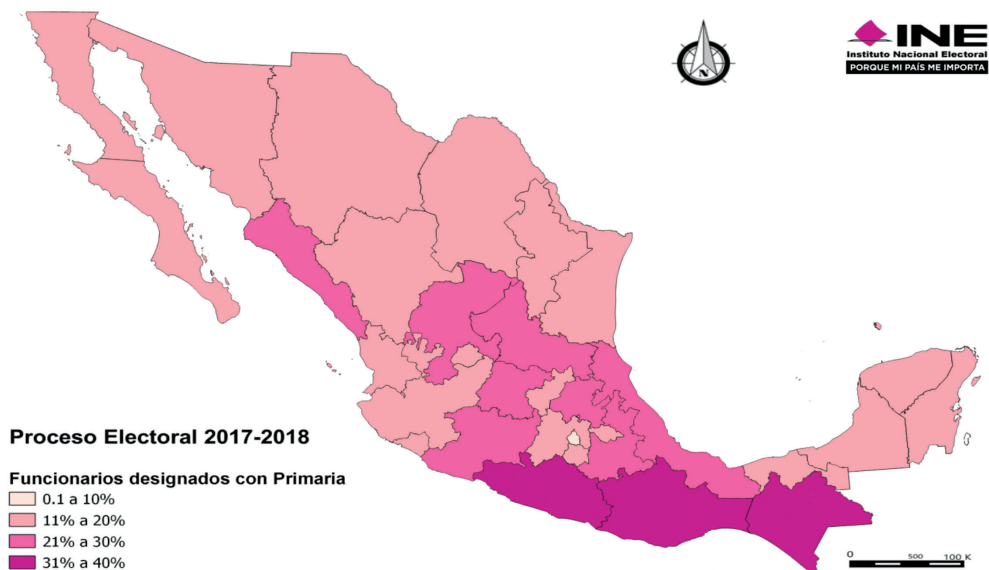 N
INE
Instituto Nacional Electoral
PORQUE MI PAÍS ME IMPORTA
Proceso Electoral 2017-2018
Funcionarios designados con Primaria
0.1 a 10%
11% a 20%
21% a 30%
31% a 40%
0 500 100 K